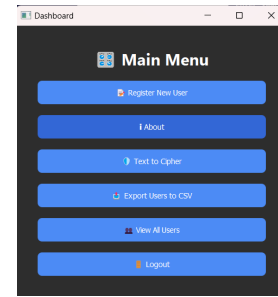 Dashboard
Main Menu
Register New User
About
Text to Cipher
Export Users to CSV
View All Users
Logout